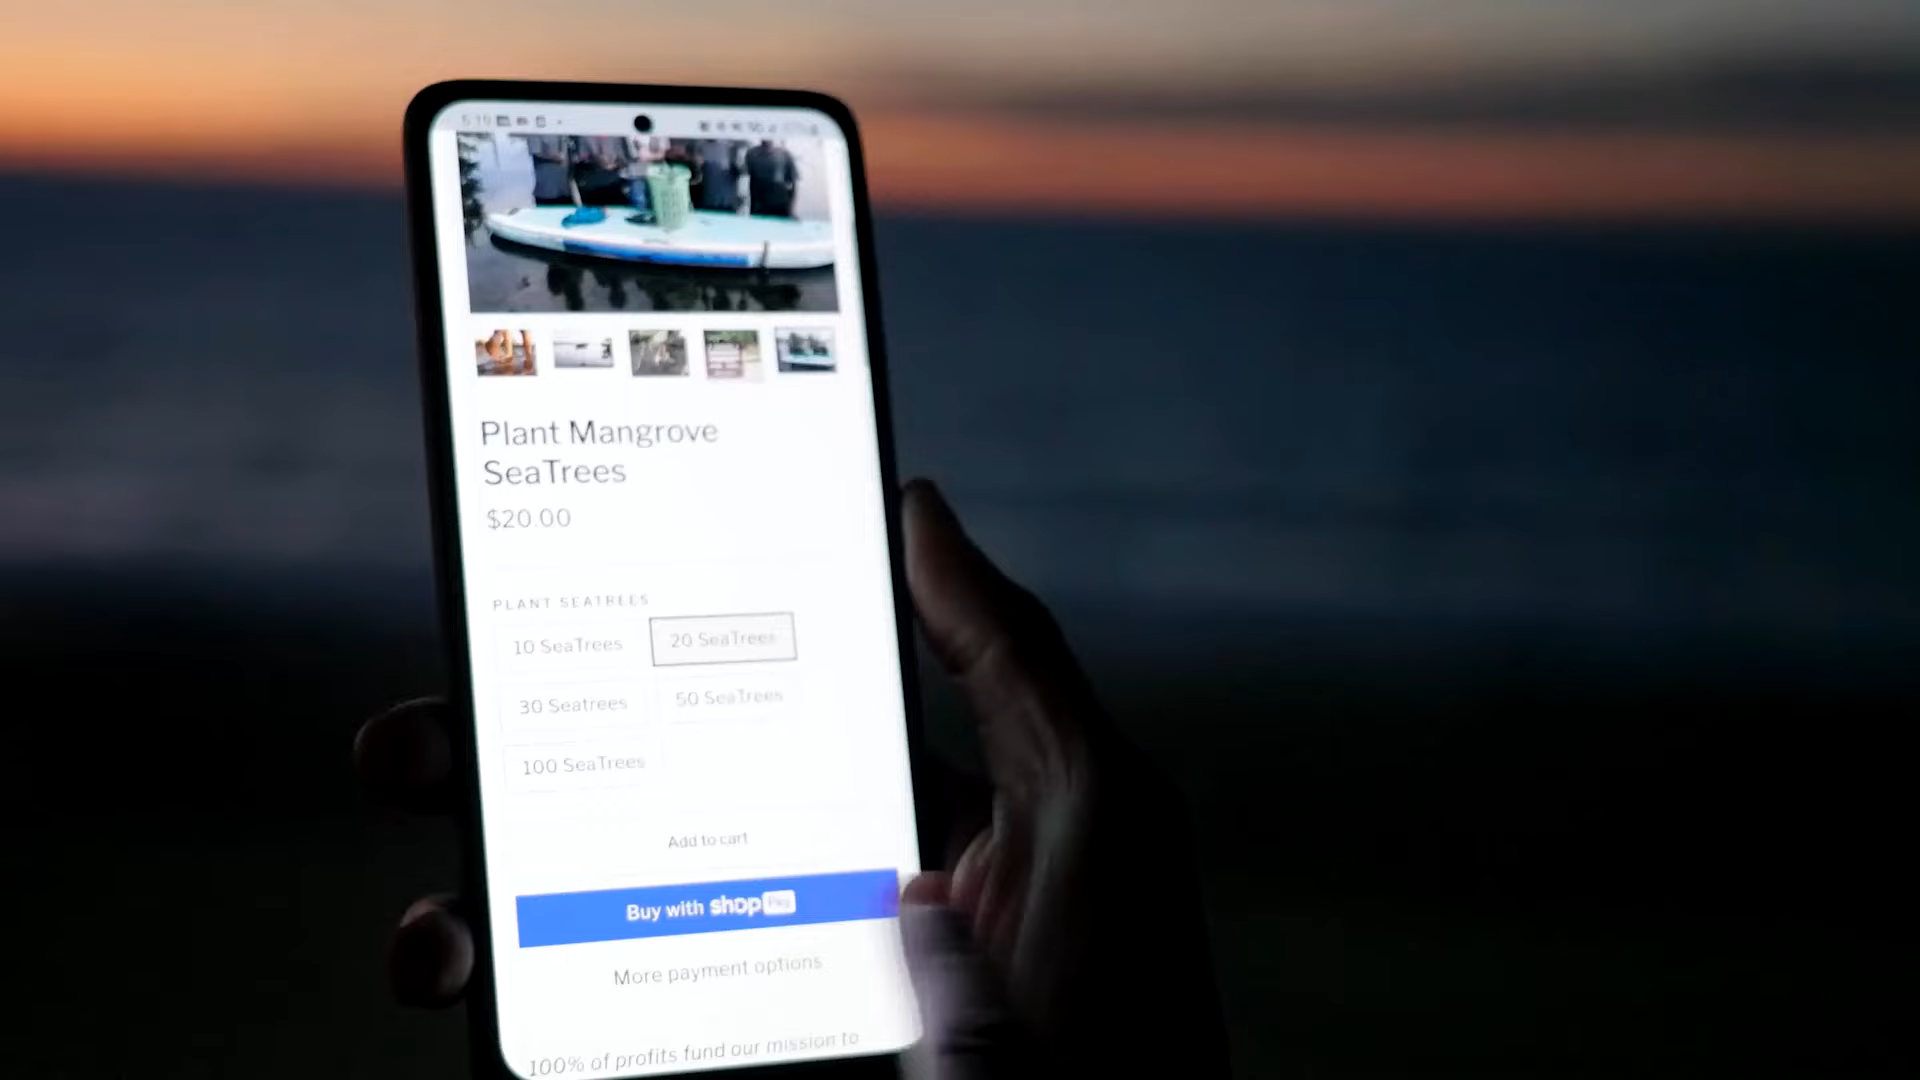 Plant Mangrove
SeaTrees
$20.00
PLANT SEATREES
10 SeaTrees
20 SeaTrees
30 Seatrees
50 SeaTrees
100 SeaTrees
Add to cart
Buy with shop Pay
More payment options
100% of profits fund our mission to